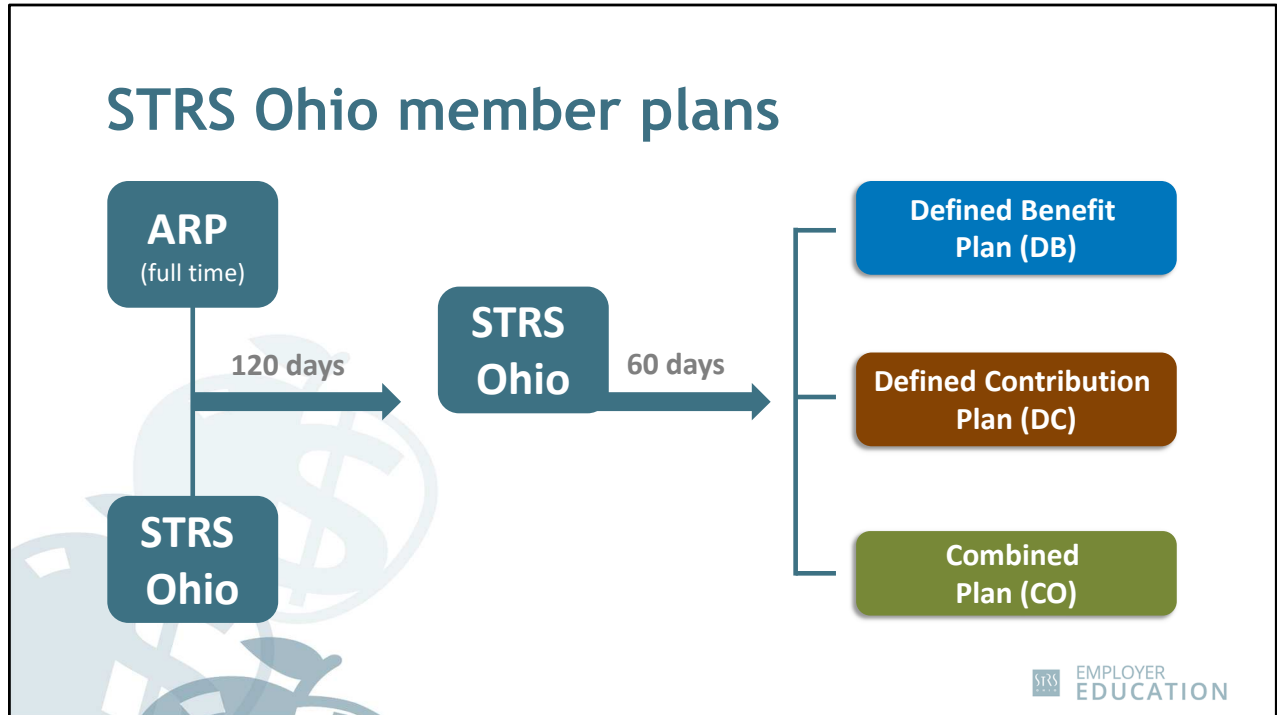 STRS Ohio member plans
ARP
(full time)
120 days
STRS
Ohio
STRS
Ohio
60 days
Defined Benefit
Plan (DB)
Defined Contribution
Plan (DC)
Combined
Plan (CO)
STRS
OHIO
EMPLOYER
EDUCATION